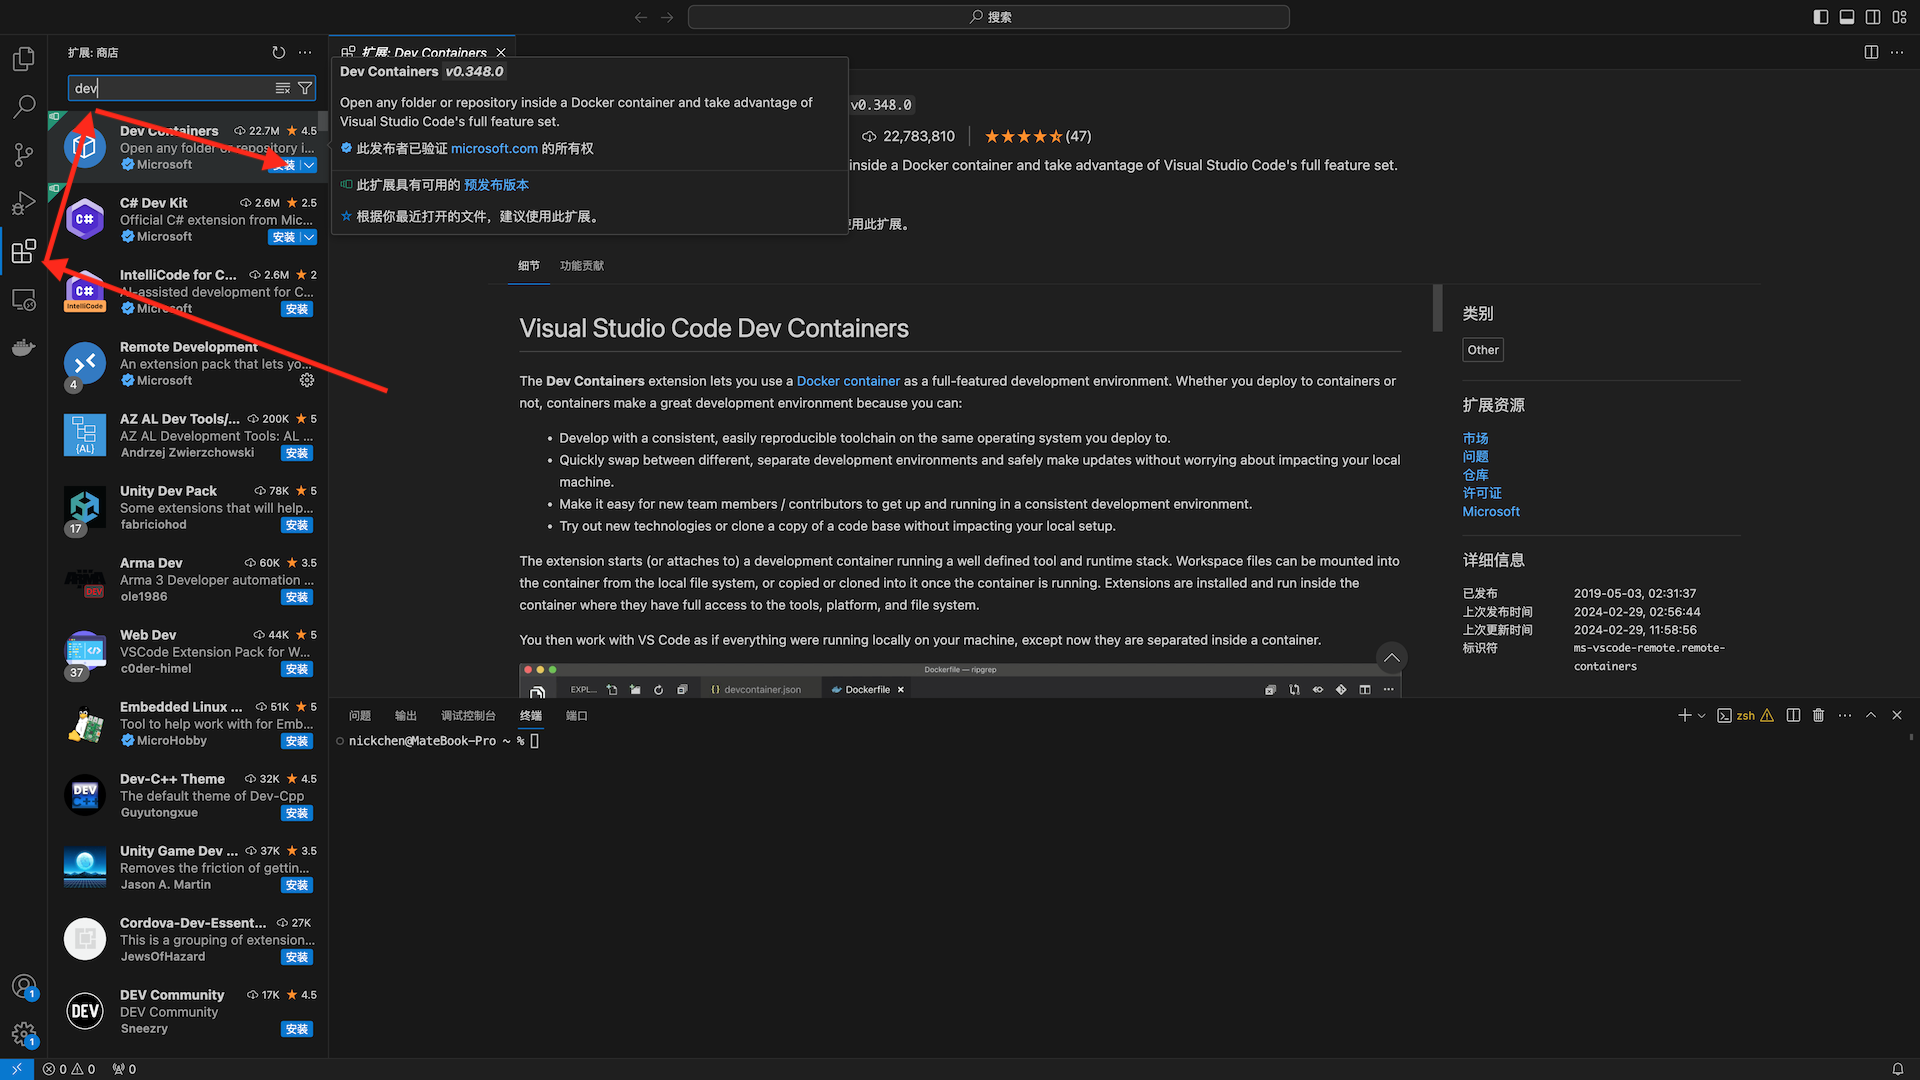 搜索
扩展: 商店
dev
Dev Containers 22.7M 4.5
Open any folder or repository i...
Microsoft 安装
C# Dev Kit 2.6M 2.5
Official C# extension from Mic...
Microsoft 安装
IntelliCode for C... 2.6M 2
AI-assisted development for C...
Microsoft 安装
Remote Development
An extension pack that lets yo...
Microsoft
4
AZ AL Dev Tools/... 200K 5
AZ AL Development Tools: AL ...
Andrzej Zwierzchowski 安装
Unity Dev Pack 78K 5
Some extensions that will help...
fabriciohod 安装
17
Arma Dev 60K 3.5
Arma 3 Developer automation ...
ole1986 安装
Web Dev 44K 5
VSCode Extension Pack for W...
c0der-himel 安装
37
Embedded Linux ... 51K 5
Tool to help work with for Emb...
MicroHobby 安装
Dev-C++ Theme 32K 4.5
The default theme of Dev-Cpp
Guyutongxue 安装
Unity Game Dev ... 37K 3.5
Removes the friction of gettin...
Jason A. Martin 安装
Cordova-Dev-Essent... 27K
This is a grouping of extension...
JewsOfHazard 安装
DEV Community 17K 4.5
DEV Community
Sneezry 安装
C#
C#
IntelliCode
{AL}
ARMA
DEV
DEV
C++
DEV
1
1
0 0 0
扩展: Dev Containers
Dev Containers v0.348.0
Open any folder or repository inside a Docker container and take advantage of
Visual Studio Code's full feature set.
此发布者已验证 microsoft.com 的所有权
此扩展具有可用的 预发布版本
根据你最近打开的文件，建议使用此扩展。
v0.348.0
22,783,810 (47)
inside a Docker container and take advantage of Visual Studio Code's full feature set.
使用此扩展。
细节 功能贡献
Visual Studio Code Dev Containers
The Dev Containers extension lets you use a Docker container as a full-featured development environment. Whether you deploy to containers or
not, containers make a great development environment because you can:
• Develop with a consistent, easily reproducible toolchain on the same operating system you deploy to.
• Quickly swap between different, separate development environments and safely make updates without worrying about impacting your local
machine.
• Make it easy for new team members / contributors to get up and running in a consistent development environment.
• Try out new technologies or clone a copy of a code base without impacting your local setup.
The extension starts (or attaches to) a development container running a well defined tool and runtime stack. Workspace files can be mounted into
the container from the local file system, or copied or cloned into it once the container is running. Extensions are installed and run inside the
container where they have full access to the tools, platform, and file system.
You then work with VS Code as if everything were running locally on your machine, except now they are separated inside a container.
Dockerfile — ripgrep
EXPL... {} devcontainer.json Dockerfile
类别
Other
扩展资源
市场
问题
仓库
许可证
Microsoft
详细信息
已发布 2019-05-03, 02:31:37
上次发布时间 2024-02-29, 02:56:44
上次更新时间 2024-02-29, 11:58:56
标识符 ms-vscode-remote.remote-
containers
问题 输出 调试控制台 终端 端口
zsh
nickchen@MateBook-Pro ~ %